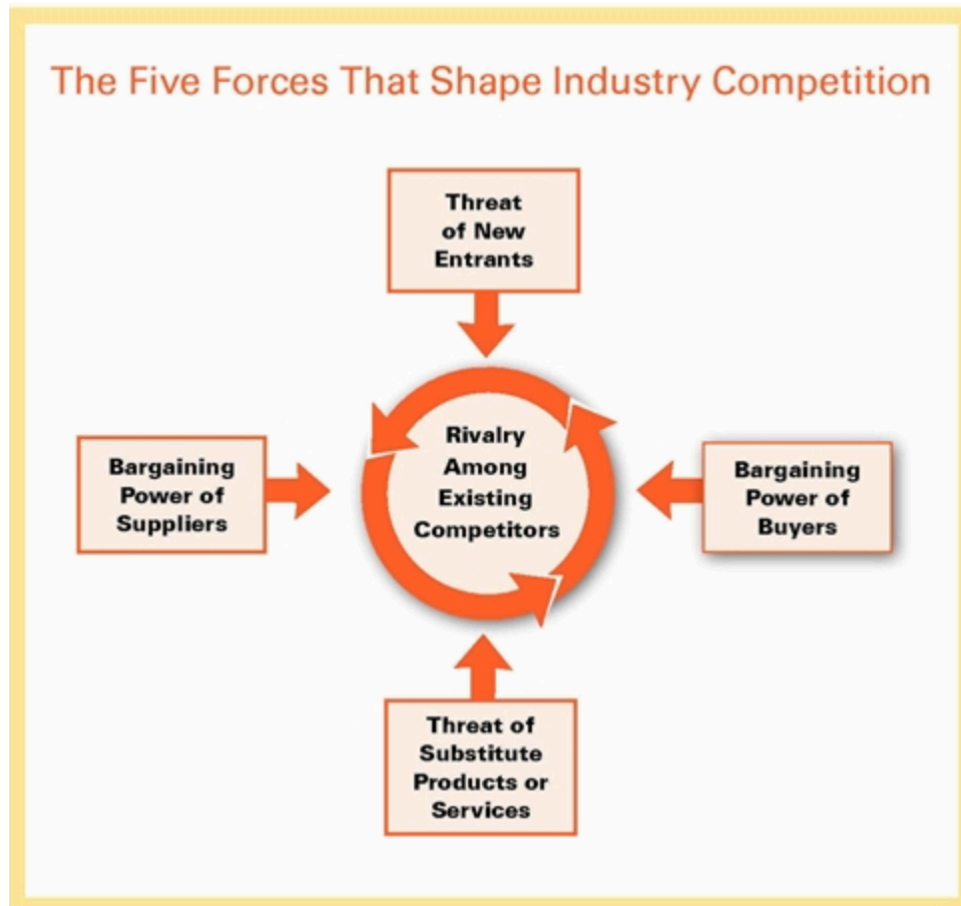 The Five Forces That Shape Industry Competition
Threat
of New
Entrants
Rivalry
Among
Existing
Competitors
Bargaining
Power of
Suppliers
Bargaining
Power of
Buyers
Threat of
Substitute
Products or
Services